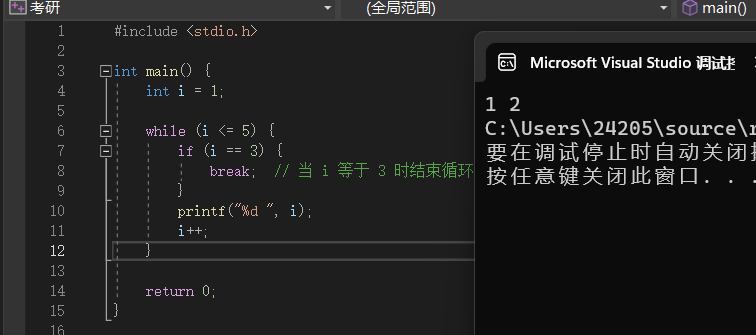 考研
(全局范围)
main()
1 #include <stdio.h>
2
3 int main() {
4 int i = 1;
5
6 while (i <= 5) {
7 if (i == 3) {
8 break; // 当 i 等于 3 时结束循环
9 }
10 printf("%d ", i);
11 i++;
12 }
13
14 return 0;
15 }
16
Microsoft Visual Studio 调试
1 2
C:\Users\24205\source\
要在调试停止时自动关闭
按任意键关闭此窗口. . .